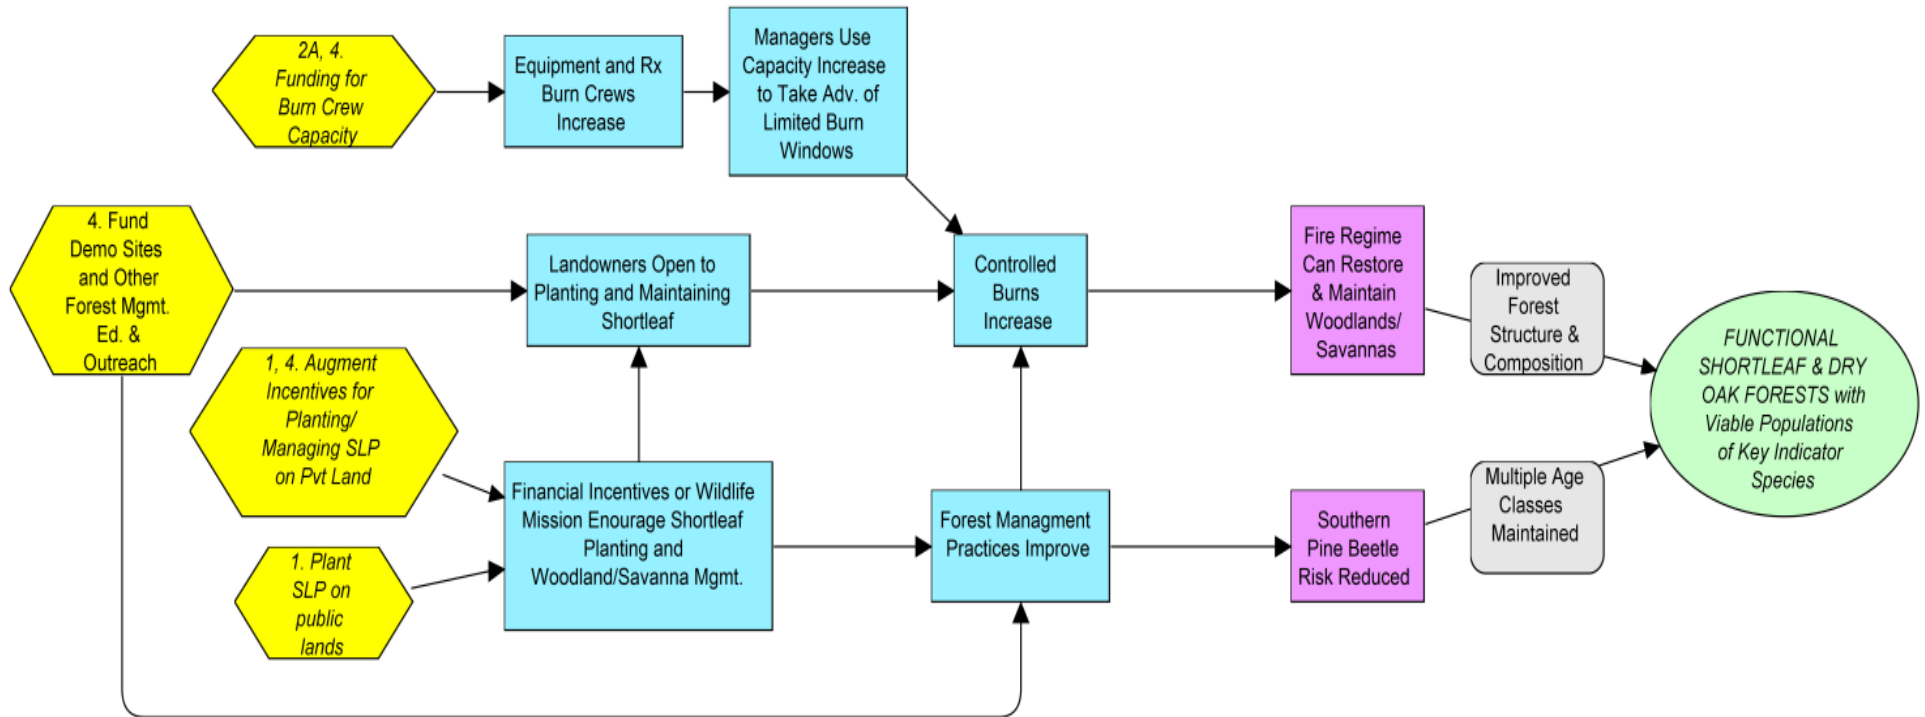 2A, 4.
Funding for
Burn Crew
Capacity
Equipment and Rx
Burn Crews
Increase
Managers Use
Capacity Increase
to Take Adv. of
Limited Burn
Windows
4. Fund
Demo Sites
and Other
Forest Mgmt.
Ed. &
Outreach
Landowners Open to
Planting and Maintaining
Shortleaf
Controlled
Burns
Increase
Fire Regime
Can Restore
& Maintain
Woodlands/
Savannas
Improved
Forest
Structure &
Composition
FUNCTIONAL
SHORTLEAF & DRY
OAK FORESTS with
Viable Populations
of Key Indicator
Species
1, 4. Augment
Incentives for
Planting/
Managing SLP
on Pvt Land
1. Plant
SLP on
public
lands
Financial Incentives or Wildlife
Mission Enourage Shortleaf
Planting and
Woodland/Savanna Mgmt.
Forest Managment
Practices Improve
Southern
Pine Beetle
Risk Reduced
Multiple Age
Classes
Maintained